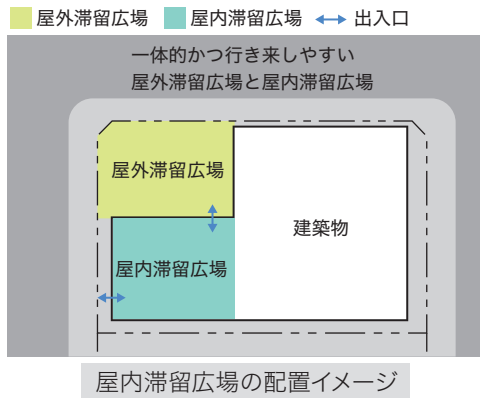 屋外滞留広場 屋内滞留広場 出入口
一体的かつ行き来しやすい
屋外滞留広場と屋内滞留広場
屋外滞留広場
建築物
屋内滞留広場
屋内滞留広場の配置イメージ